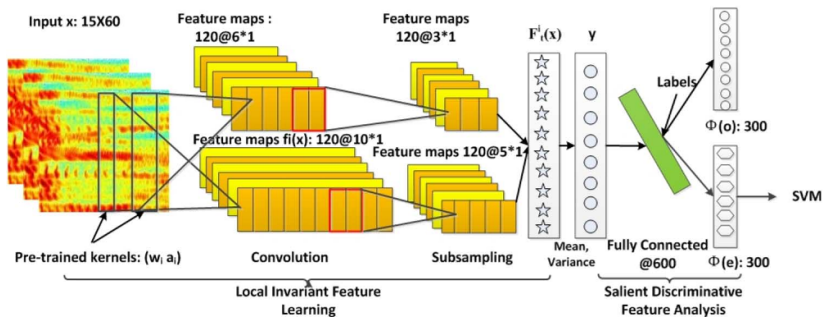 Input x: 15X60
Feature maps :
120@6*1
Feature maps
120@3*1
F_t^i(x)
y
Labels
Φ(o): 300
Feature maps fi(x): 120@10*1
Feature maps 120@5*1
SVM
Pre-trained kernels: (wᵢ aᵢ)
Convolution
Subsampling
Mean,
Variance
Fully Connected
@600
Φ(e): 300
Local Invariant Feature
Learning
Salient Discriminative
Feature Analysis